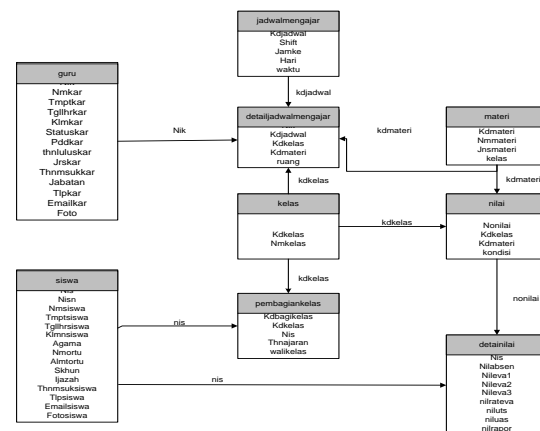 jadwalmengajar
Kdjadwal
Shift
Jamke
Hari
waktu
kdjadwal
guru
Nmkar
Tmptkar
Tgllhrkar
Klmkar
Statuskar
Pddkar
thnluluskar
Jrskar
Thnmsukkar
Jabatan
Tlpkar
Emailkar
Foto
Nik
detailjadwalmengajar
Kdjadwal
Kdkelas
Kdmateri
ruang
kdmateri
materi
Kdmateri
Nmmateri
Jnsmateri
kelas
kdmateri
kdkelas
kelas
Kdkelas
Nmkelas
kdkelas
nilai
Nonilai
Kdkelas
Kdmateri
kondisi
kdkelas
nonilai
siswa
Nis
Nisn
Nmsiswa
Tmptsiswa
Tgllhrsiswa
Klmnsiswa
Agama
Nmortu
Almtortu
Skhun
Ijazah
Thnmsuksiswa
Tlpsiswa
Emailsiswa
Fotosiswa
nis
pembagiankelas
Kdbagikelas
Kdkelas
Nis
Thnajaran
walikelas
nis
detainilai
Nis
Nilabsen
Nileva1
Nileva2
Nileva3
nilrateva
niluts
niluas
nilrapor